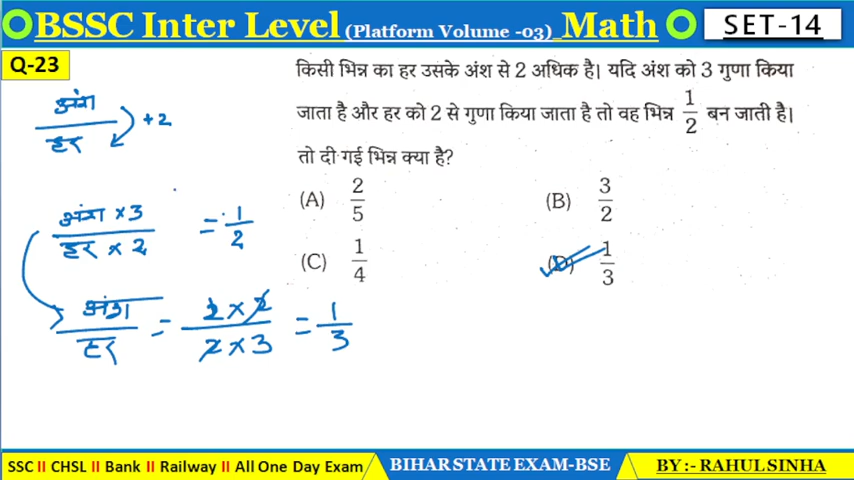 BSSC Inter Level (Platform Volume -03) Math
SET-14
Q-23
किसी भिन्न का हर उसके अंश से 2 अधिक है। यदि अंश को 3 गुणा किया
जाता है और हर को 2 से गुणा किया जाता है तो वह भिन्न 1/2 बन जाती है।
तो दी गई भिन्न क्या है?
(A) 2/5
(B) 3/2
(C) 1/4
(D) 1/3
अंश/हर +2
अंश × 3/हर × 2 = 1/2
अंश/हर = 1 × 2/2 × 3 = 1/3
SSC II CHSL II Bank II Railway II All One Day Exam
BIHAR STATE EXAM-BSE
BY :- RAHUL SINHA